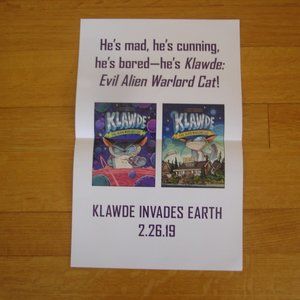 He's mad, he's cunning,
he's bored—he's Klawde:
Evil Alien Warlord Cat!
KLAWDE
KLAWDE
KLAWDE INVADES EARTH
2.26.19